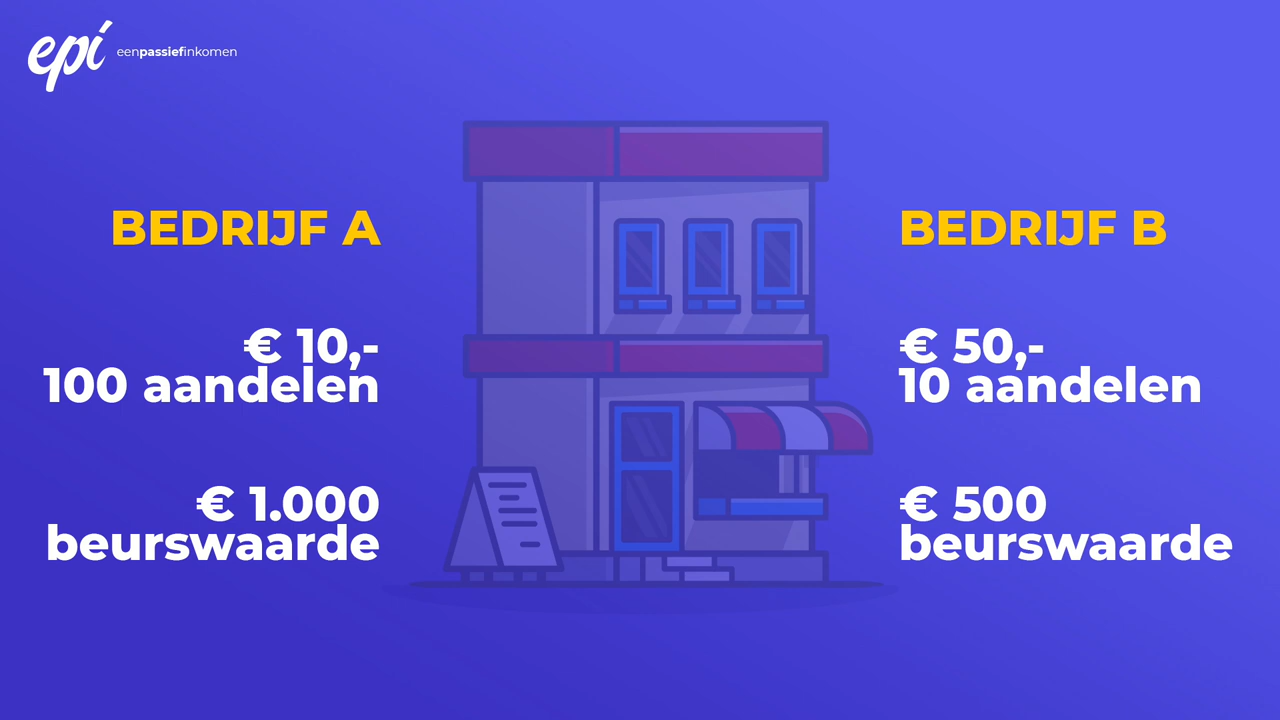 epi
eenpassiefinkomen
BEDRIJF A
€ 10,-
100 aandelen
€ 1.000
beurswaarde
BEDRIJF B
€ 50,-
10 aandelen
€ 500
beurswaarde